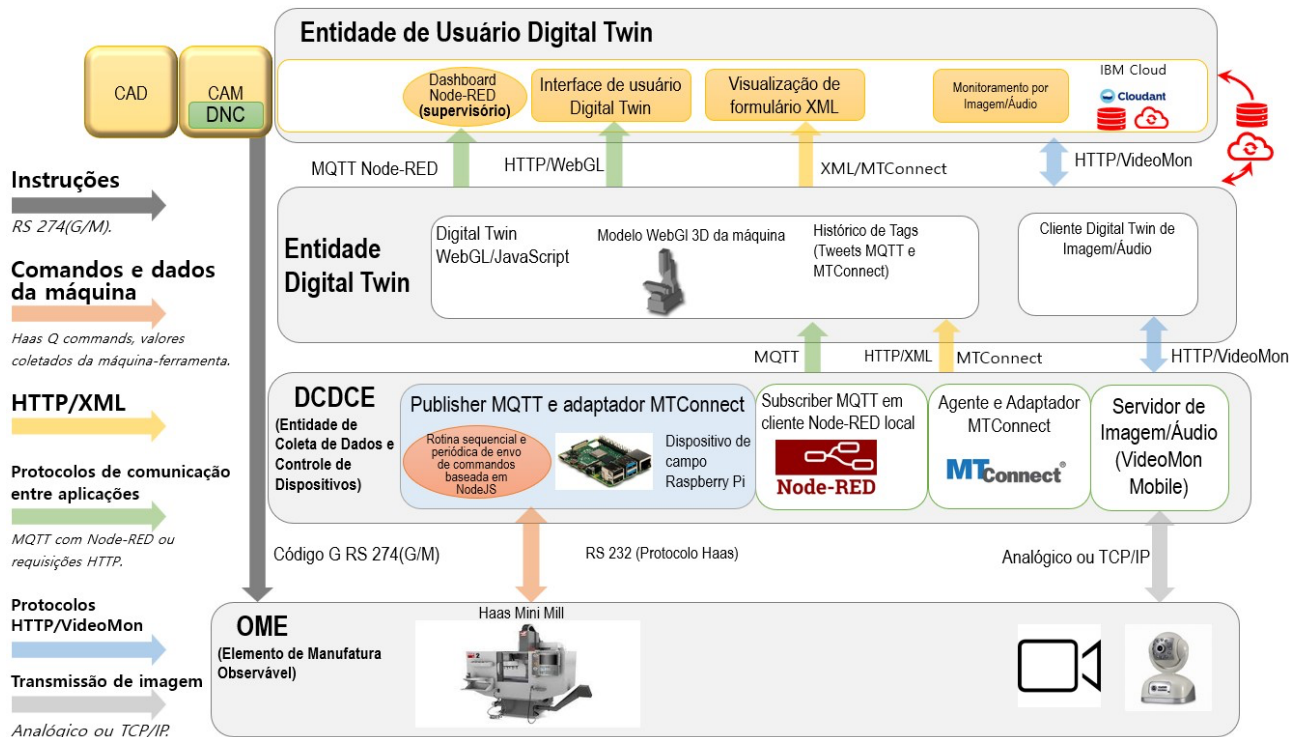 Entidade de Usuário Digital Twin
CAD
CAM
DNC
Dashboard
Node-RED
(supervisório)
Interface de usuário
Digital Twin
Visualização de
formulário XML
Monitoramento por
Imagem/Áudio
IBM Cloud
Cloudant
MQTT Node-RED
HTTP/WebGL
XML/MTConnect
HTTP/VideoMon
Instruções
RS 274(G/M).
Comandos e dados
da máquina
Haas Q commands, valores
coletados da máquina-ferramenta.
HTTP/XML
Protocolos de comunicação
entre aplicações
MQTT com Node-RED ou
requisições HTTP.
Protocolos
HTTP/VideoMon
Transmissão de imagem
Analógico ou TCP/IP.
Entidade
Digital Twin
Digital Twin
WebGL/JavaScript
Modelo WebGl 3D da máquina
Histórico de Tags
(Tweets MQTT e
MTConnect)
Cliente Digital Twin de
Imagem/Áudio
MQTT
HTTP/XML
MTConnect
HTTP/VideoMon
DCDCE
(Entidade de
Coleta de Dados e
Controle de
Dispositivos)
Publisher MQTT e adaptador MTConnect
Rotina sequencial e
periódica de envo
de commandos
baseada em
NodeJS
Dispositivo de
campo
Raspberry Pi
Subscriber MQTT em
cliente Node-RED local
Node-RED
Agente e Adaptador
MTConnect
MTConnect®
Servidor de
Imagem/Áudio
(VideoMon
Mobile)
Código G RS 274(G/M)
RS 232 (Protocolo Haas)
Analógico ou TCP/IP
OME
(Elemento de Manufatura
Observável)
Haas Mini Mill